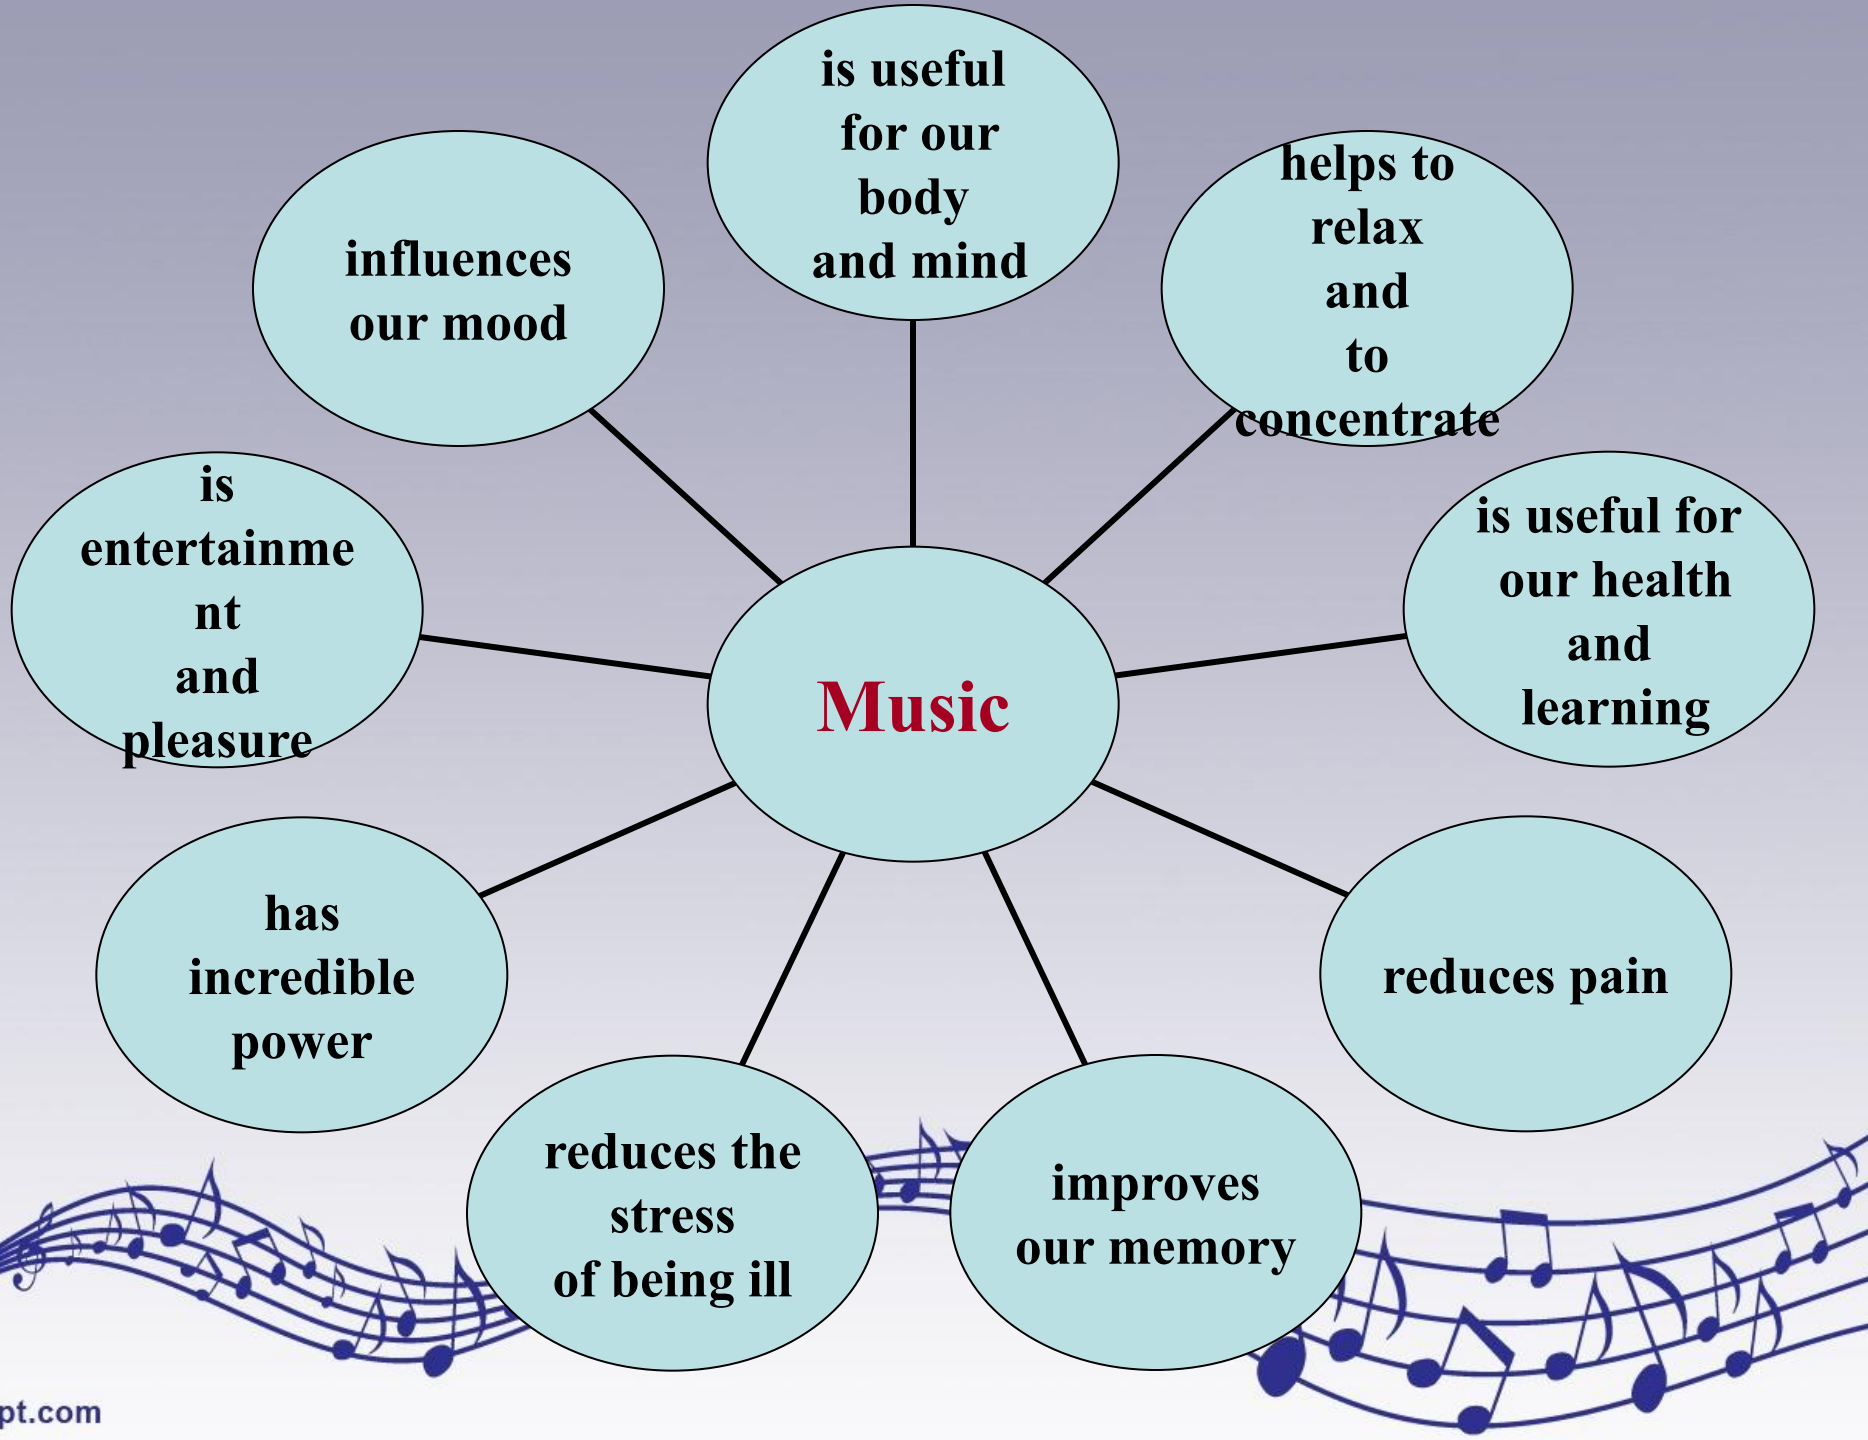 is useful
for our
body
and mind
helps to
relax
and
to
concentrate
influences
our mood
is
entertainme
nt
and
pleasure
is useful for
our health
and
learning
Music
has
incredible
power
reduces pain
reduces the
stress
of being ill
improves
our memory
pt.com